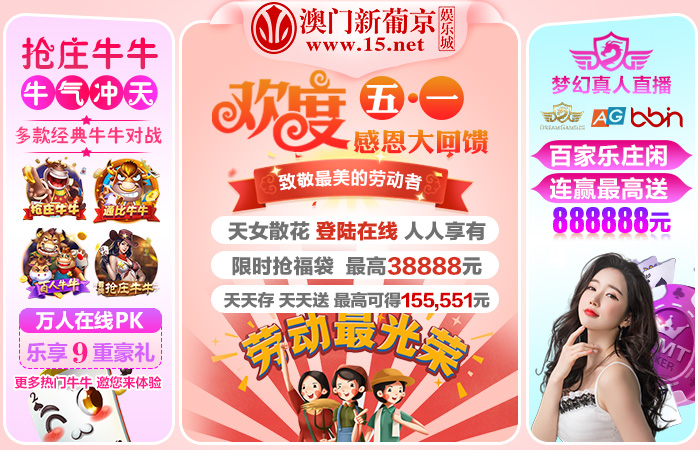 抢庄牛牛
牛气冲天
多款经典牛牛对战
抢庄牛牛
通比牛牛
百人牛牛
抢庄牛牛
万人在线PK
乐享9重豪礼
更多热门牛牛 邀您来体验
2
澳门新葡京娱乐城
www.15.net
欢度五·一
感恩大回馈
致敬最美的劳动者
天女散花 登陆在线 人人享有
限时抢福袋 最高38888元
天天存 天天送 最高可得155,551元
劳动最光荣
梦幻真人直播
DREAMGAMING AG bbin
百家乐庄闲
连赢最高送
888888元